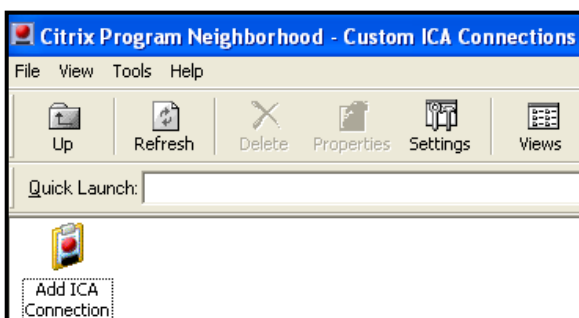 Citrix Program Neighborhood - Custom ICA Connections
File View Tools Help
Up Refresh Delete Properties Settings Views
Quick Launch:
Add ICA
Connection